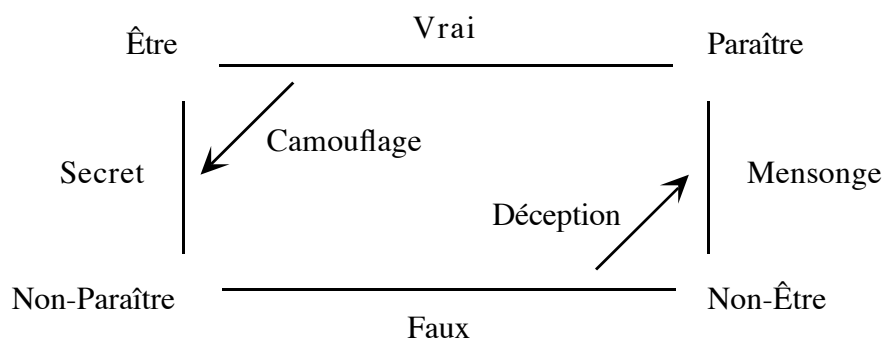 Vrai
Être
Paraître
Camouflage
Secret
Mensonge
Déception
Non-Paraître
Non-Être
Faux